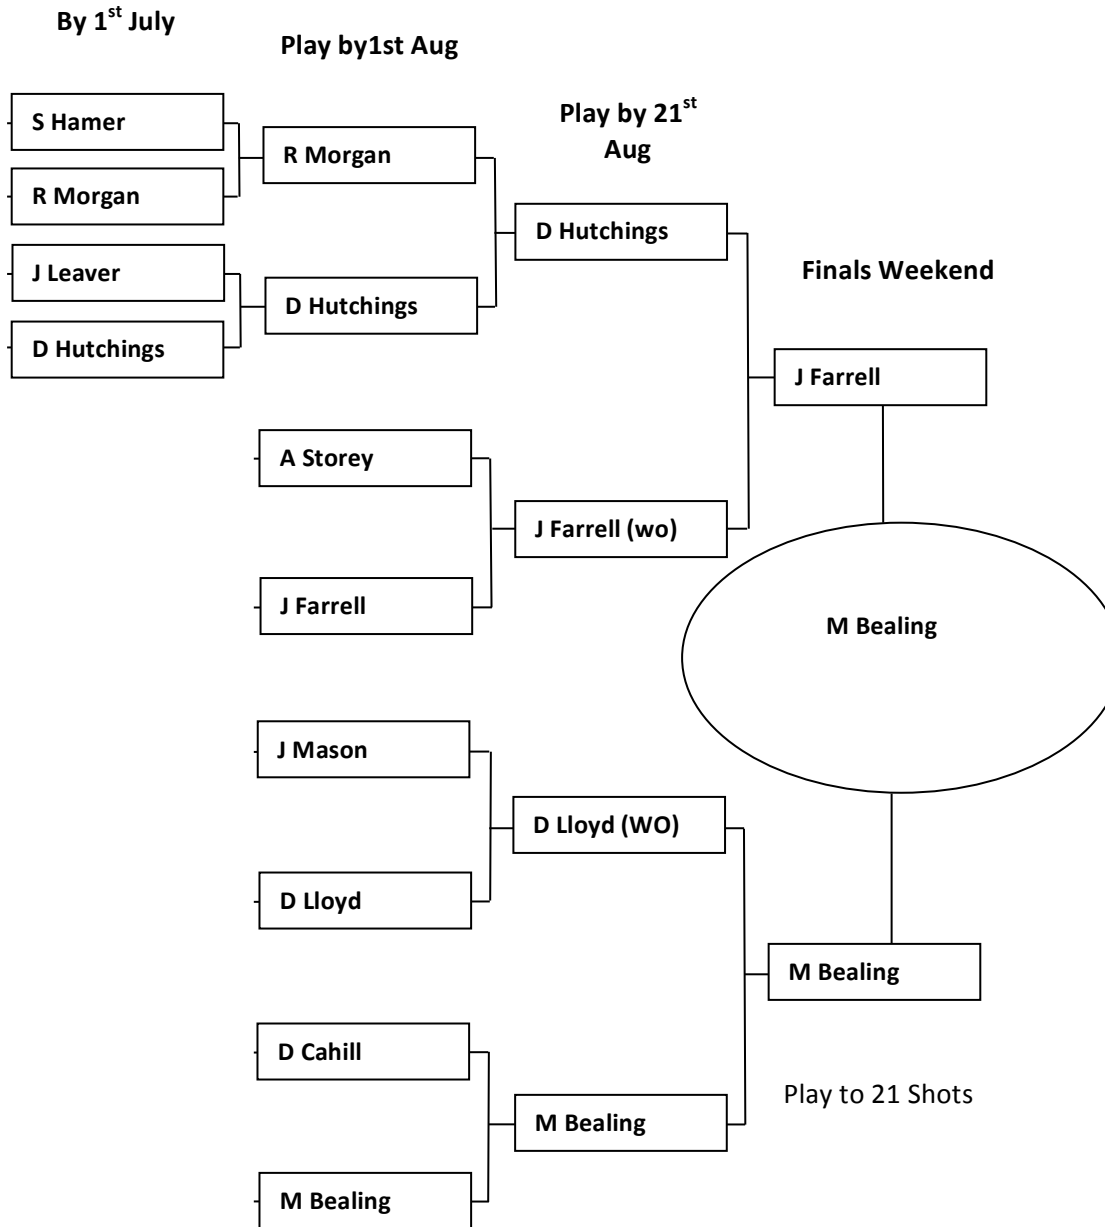 By 1st July
Play by1st Aug
Play by 21st
Aug
Finals Weekend
S Hamer
R Morgan
J Leaver
D Hutchings
R Morgan
D Hutchings
A Storey
J Farrell
J Mason
D Lloyd
D Cahill
M Bealing
D Hutchings
J Farrell (wo)
D Lloyd (WO)
M Bealing
J Farrell
M Bealing
M Bealing
Play to 21 Shots